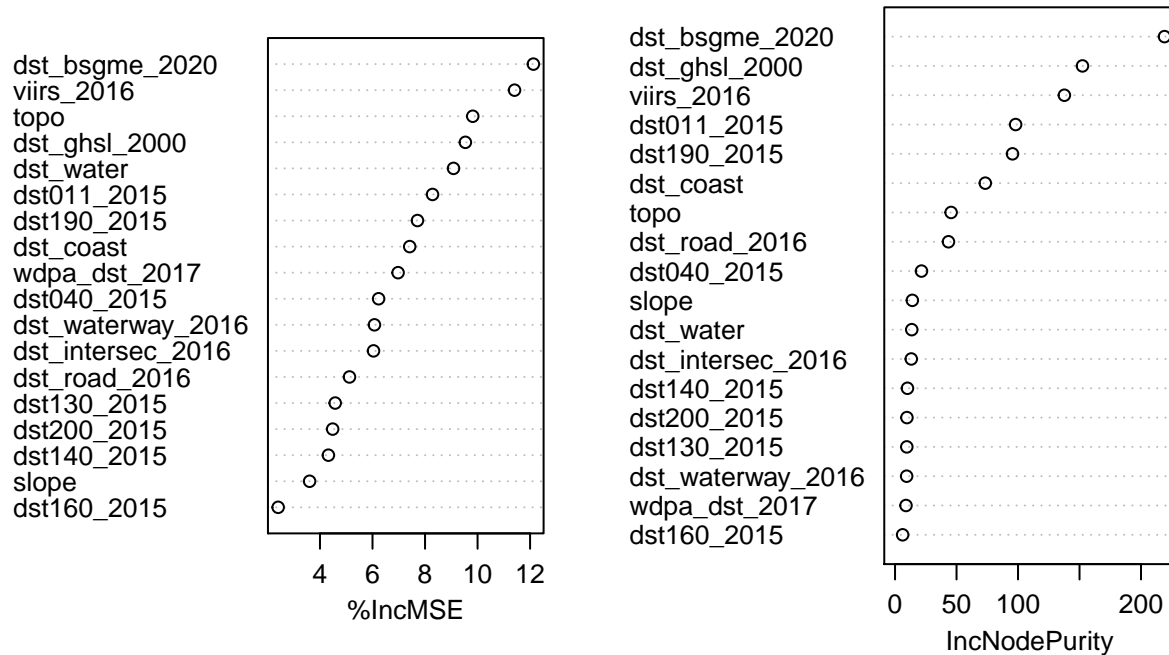 dst_bsgme_2020
viirs_2016
topo
dst_ghsl_2000
dst_water
dst011_2015
dst190_2015
dst_coast
wdpa_dst_2017
dst040_2015
dst_waterway_2016
dst_intersec_2016
dst_road_2016
dst130_2015
dst200_2015
dst140_2015
slope
dst160_2015
4 6 8 10 12
%IncMSE
dst_bsgme_2020
dst_ghsl_2000
viirs_2016
dst011_2015
dst190_2015
dst_coast
topo
dst_road_2016
dst040_2015
slope
dst_water
dst_intersec_2016
dst140_2015
dst200_2015
dst130_2015
dst_waterway_2016
wdpa_dst_2017
dst160_2015
0 50 100 200
IncNodePurity